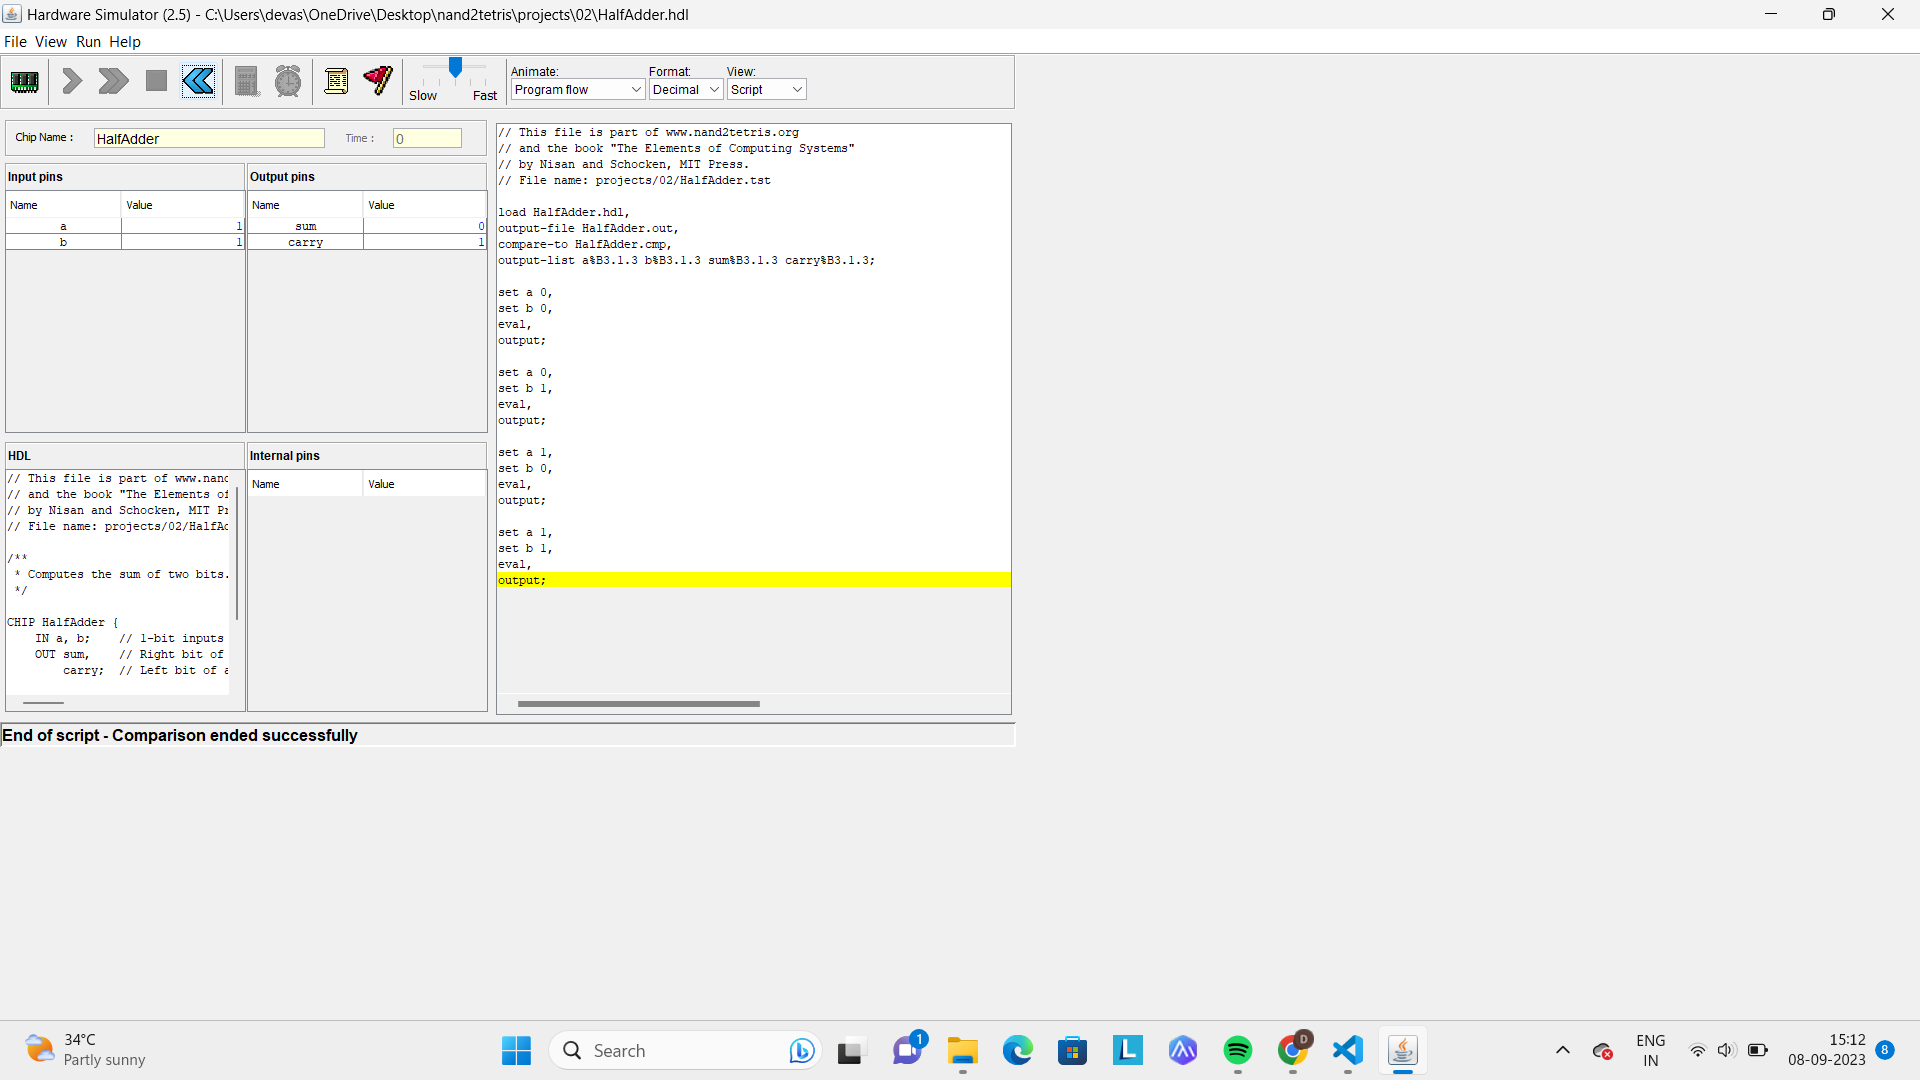 Hardware Simulator (2.5) - C:\Users\devas\OneDrive\Desktop\nand2tetris\projects\02\HalfAdder.hdl
File View Run Help
Slow Fast
Animate: Format: View:
Program flow Decimal Script
Chip Name : HalfAdder Time : 0
Input pins
Name Value
a 1
b 1
Output pins
Name Value
sum 0
carry 1
HDL
// This file is part of www.nand
// and the book "The Elements of
// by Nisan and Schocken, MIT Pr
// File name: projects/02/HalfAd
/**
* Computes the sum of two bits.
*/
CHIP HalfAdder {
IN a, b; // 1-bit inputs
OUT sum, // Right bit of
carry; // Left bit of a
Internal pins
Name Value
// This file is part of www.nand2tetris.org
// and the book "The Elements of Computing Systems"
// by Nisan and Schocken, MIT Press.
// File name: projects/02/HalfAdder.tst
load HalfAdder.hdl,
output-file HalfAdder.out,
compare-to HalfAdder.cmp,
output-list a%B3.1.3 b%B3.1.3 sum%B3.1.3 carry%B3.1.3;
set a 0,
set b 0,
eval,
output;
set a 0,
set b 1,
eval,
output;
set a 1,
set b 0,
eval,
output;
set a 1,
set b 1,
eval,
output;
End of script - Comparison ended successfully
34°C
Partly sunny
Search
1
L
D
ENG
IN
15:12
08-09-2023
8